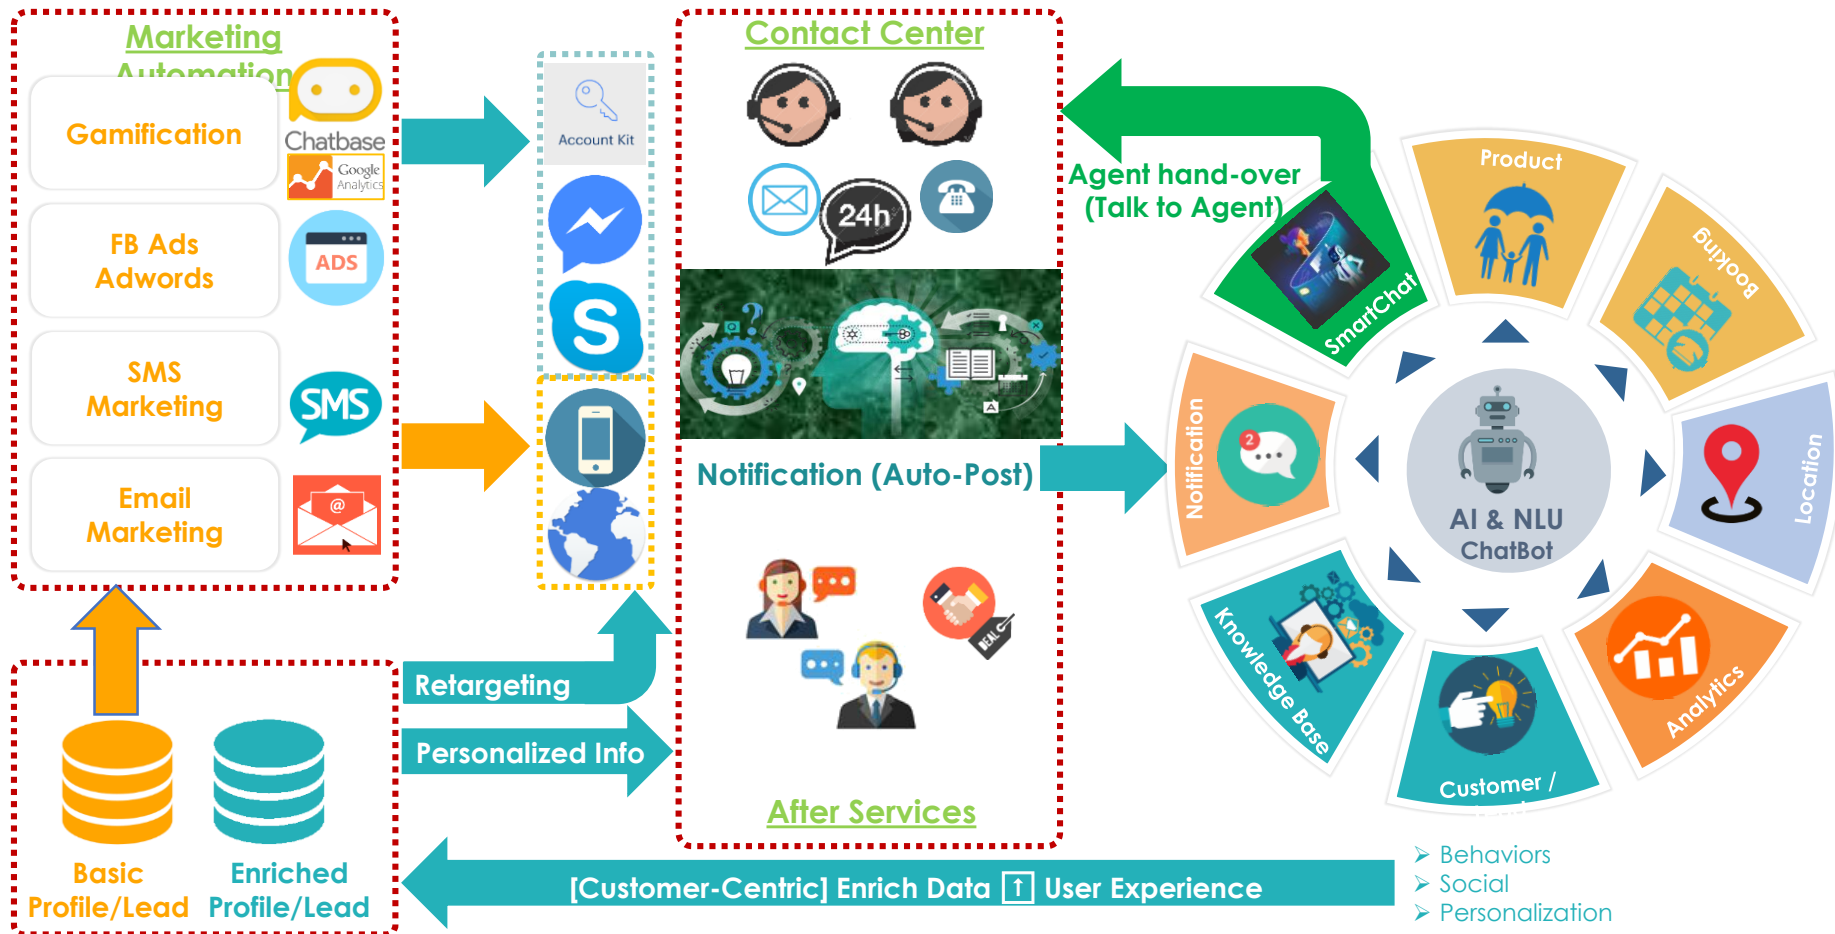 Marketing
Automation
Gamification
Chatbase
Google
Analytics
FB Ads
Adwords
ADS
SMS
Marketing
SMS
Email
Marketing
@
Account Kit
S
Contact Center
24h
?
A
Notification (Auto-Post)
DEAL
After Services
Agent hand-over
(Talk to Agent)
SmartChat
Product
Booking
Location
Analytics
Customer /
Knowledge Base
Notification
2
AI & NLU
ChatBot
Retargeting
Personalized Info
Basic
Profile/Lead
Enriched
Profile/Lead
[Customer-Centric] Enrich Data ↑ User Experience
➢ Behaviors
➢ Social
➢ Personalization